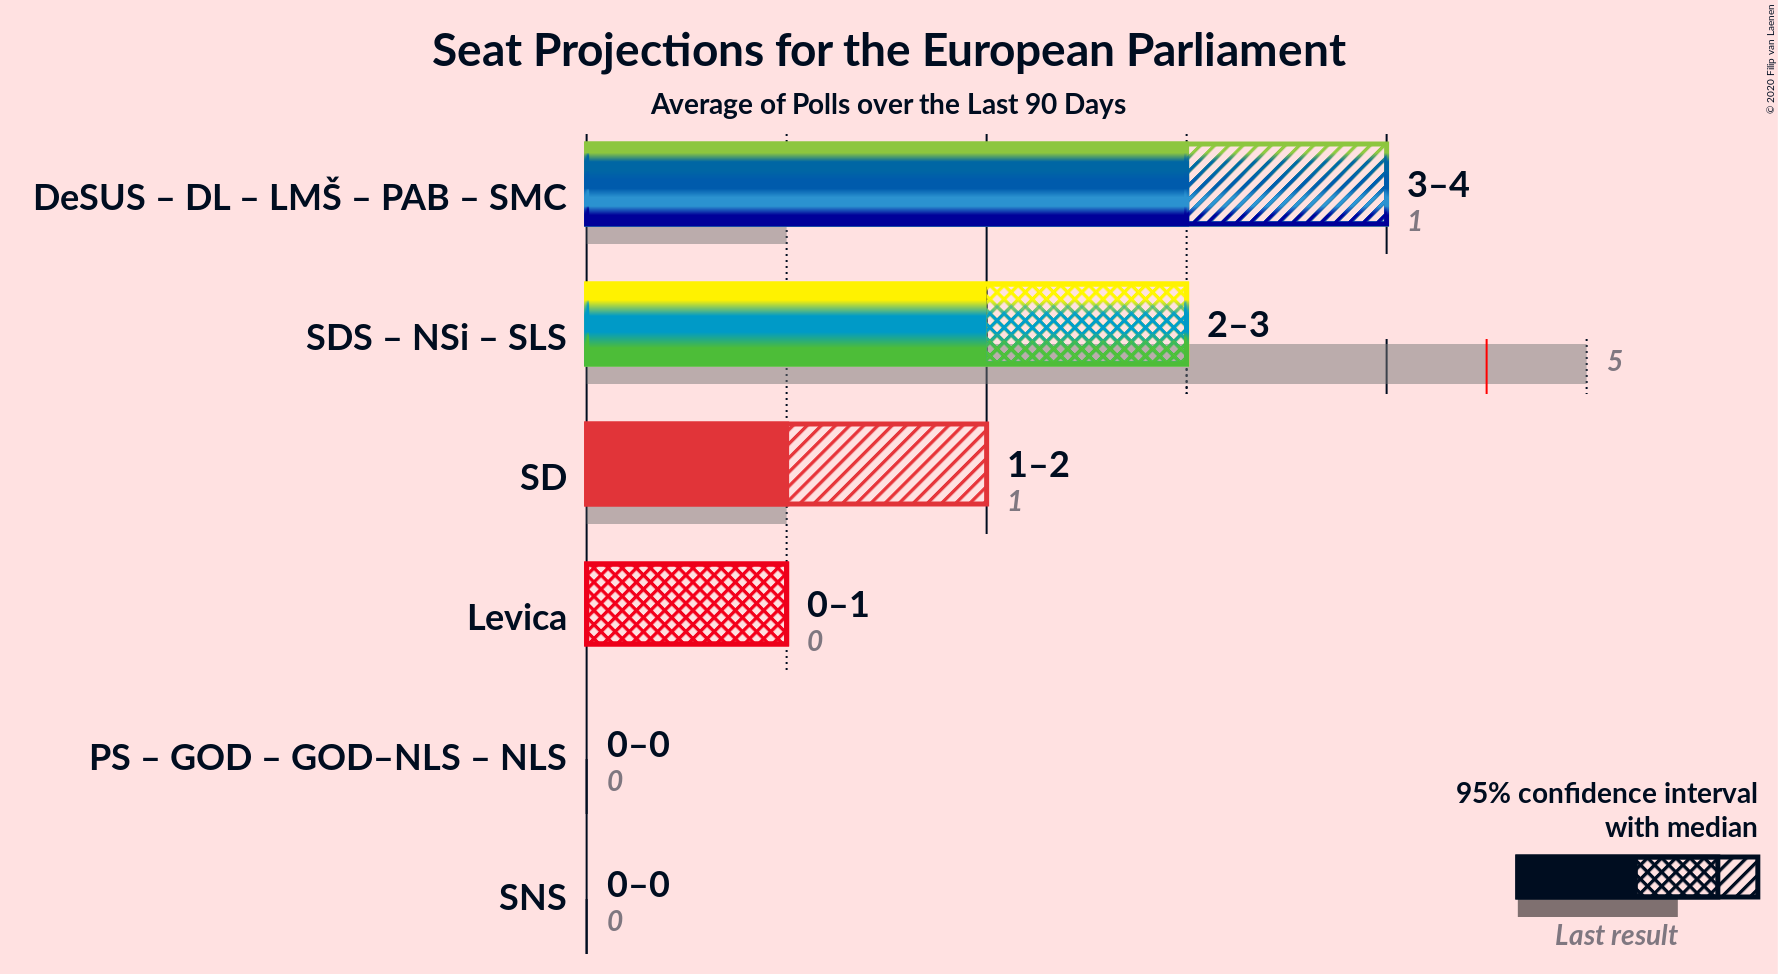 Seat Projections for the European Parliament
Average of Polls over the Last 90 Days
© 2020 Filip van Laenen
DeSUS – DL – LMŠ – PAB – SMC
3–4
1
SDS – NSi – SLS
2–3
5
SD
1–2
1
Levica
0–1
0
PS – GOD – GOD–NLS – NLS
0–0
0
SNS
0–0
0
95% confidence interval
with median
Last result